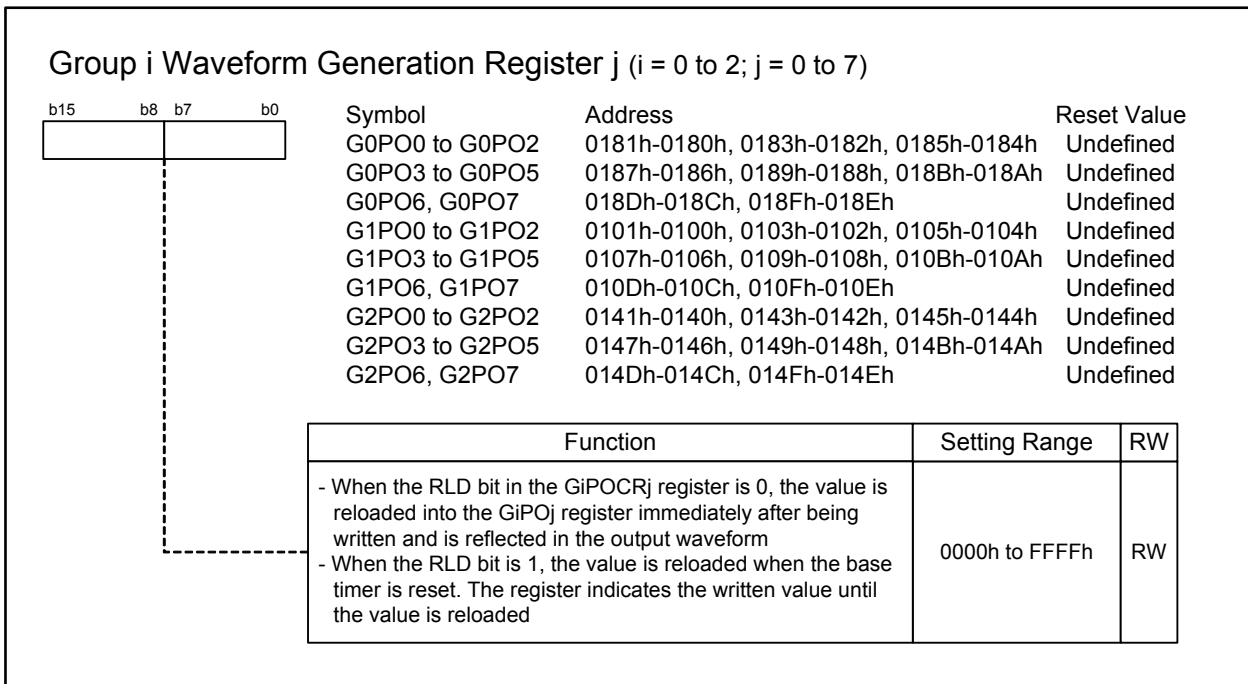 Group i Waveform Generation Register j (i = 0 to 2; j = 0 to 7)
b15 b8 b7 b0
Symbol Address Reset Value
G0PO0 to G0PO2 0181h-0180h, 0183h-0182h, 0185h-0184h Undefined
G0PO3 to G0PO5 0187h-0186h, 0189h-0188h, 018Bh-018Ah Undefined
G0PO6, G0PO7 018Dh-018Ch, 018Fh-018Eh Undefined
G1PO0 to G1PO2 0101h-0100h, 0103h-0102h, 0105h-0104h Undefined
G1PO3 to G1PO5 0107h-0106h, 0109h-0108h, 010Bh-010Ah Undefined
G1PO6, G1PO7 010Dh-010Ch, 010Fh-010Eh Undefined
G2PO0 to G2PO2 0141h-0140h, 0143h-0142h, 0145h-0144h Undefined
G2PO3 to G2PO5 0147h-0146h, 0149h-0148h, 014Bh-014Ah Undefined
G2PO6, G2PO7 014Dh-014Ch, 014Fh-014Eh Undefined
Function Setting Range RW
- When the RLD bit in the GiPOCRj register is 0, the value is
reloaded into the GiPOj register immediately after being
written and is reflected in the output waveform
- When the RLD bit is 1, the value is reloaded when the base
timer is reset. The register indicates the written value until
the value is reloaded
0000h to FFFFh RW